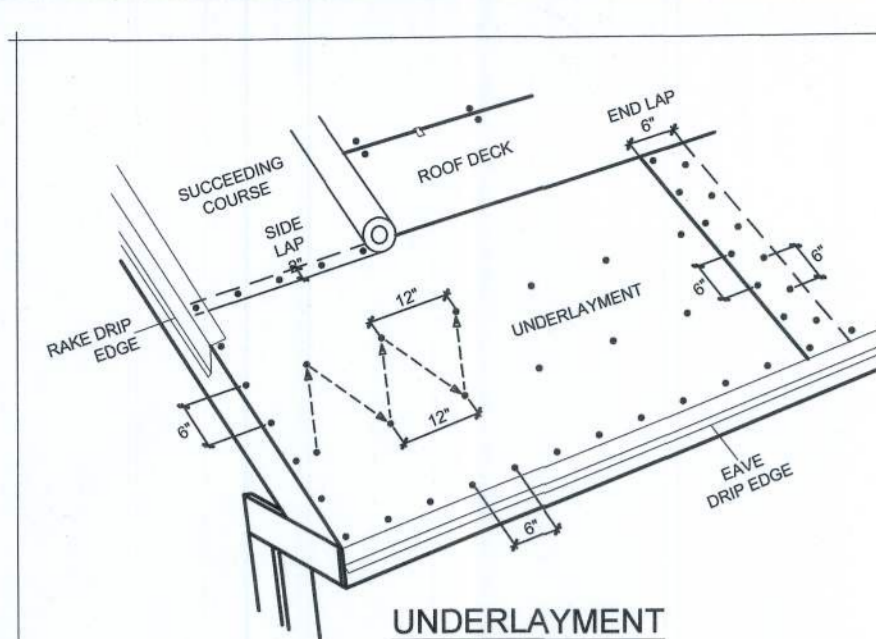 END LAP
6"
SUCCEEDING
COURSE
ROOF DECK
SIDE
LAP
6"
12"
6"
UNDERLAYMENT
RAKE DRIP
EDGE
12"
6"
6"
EAVE
DRIP EDGE
6"
UNDERLAYMENT